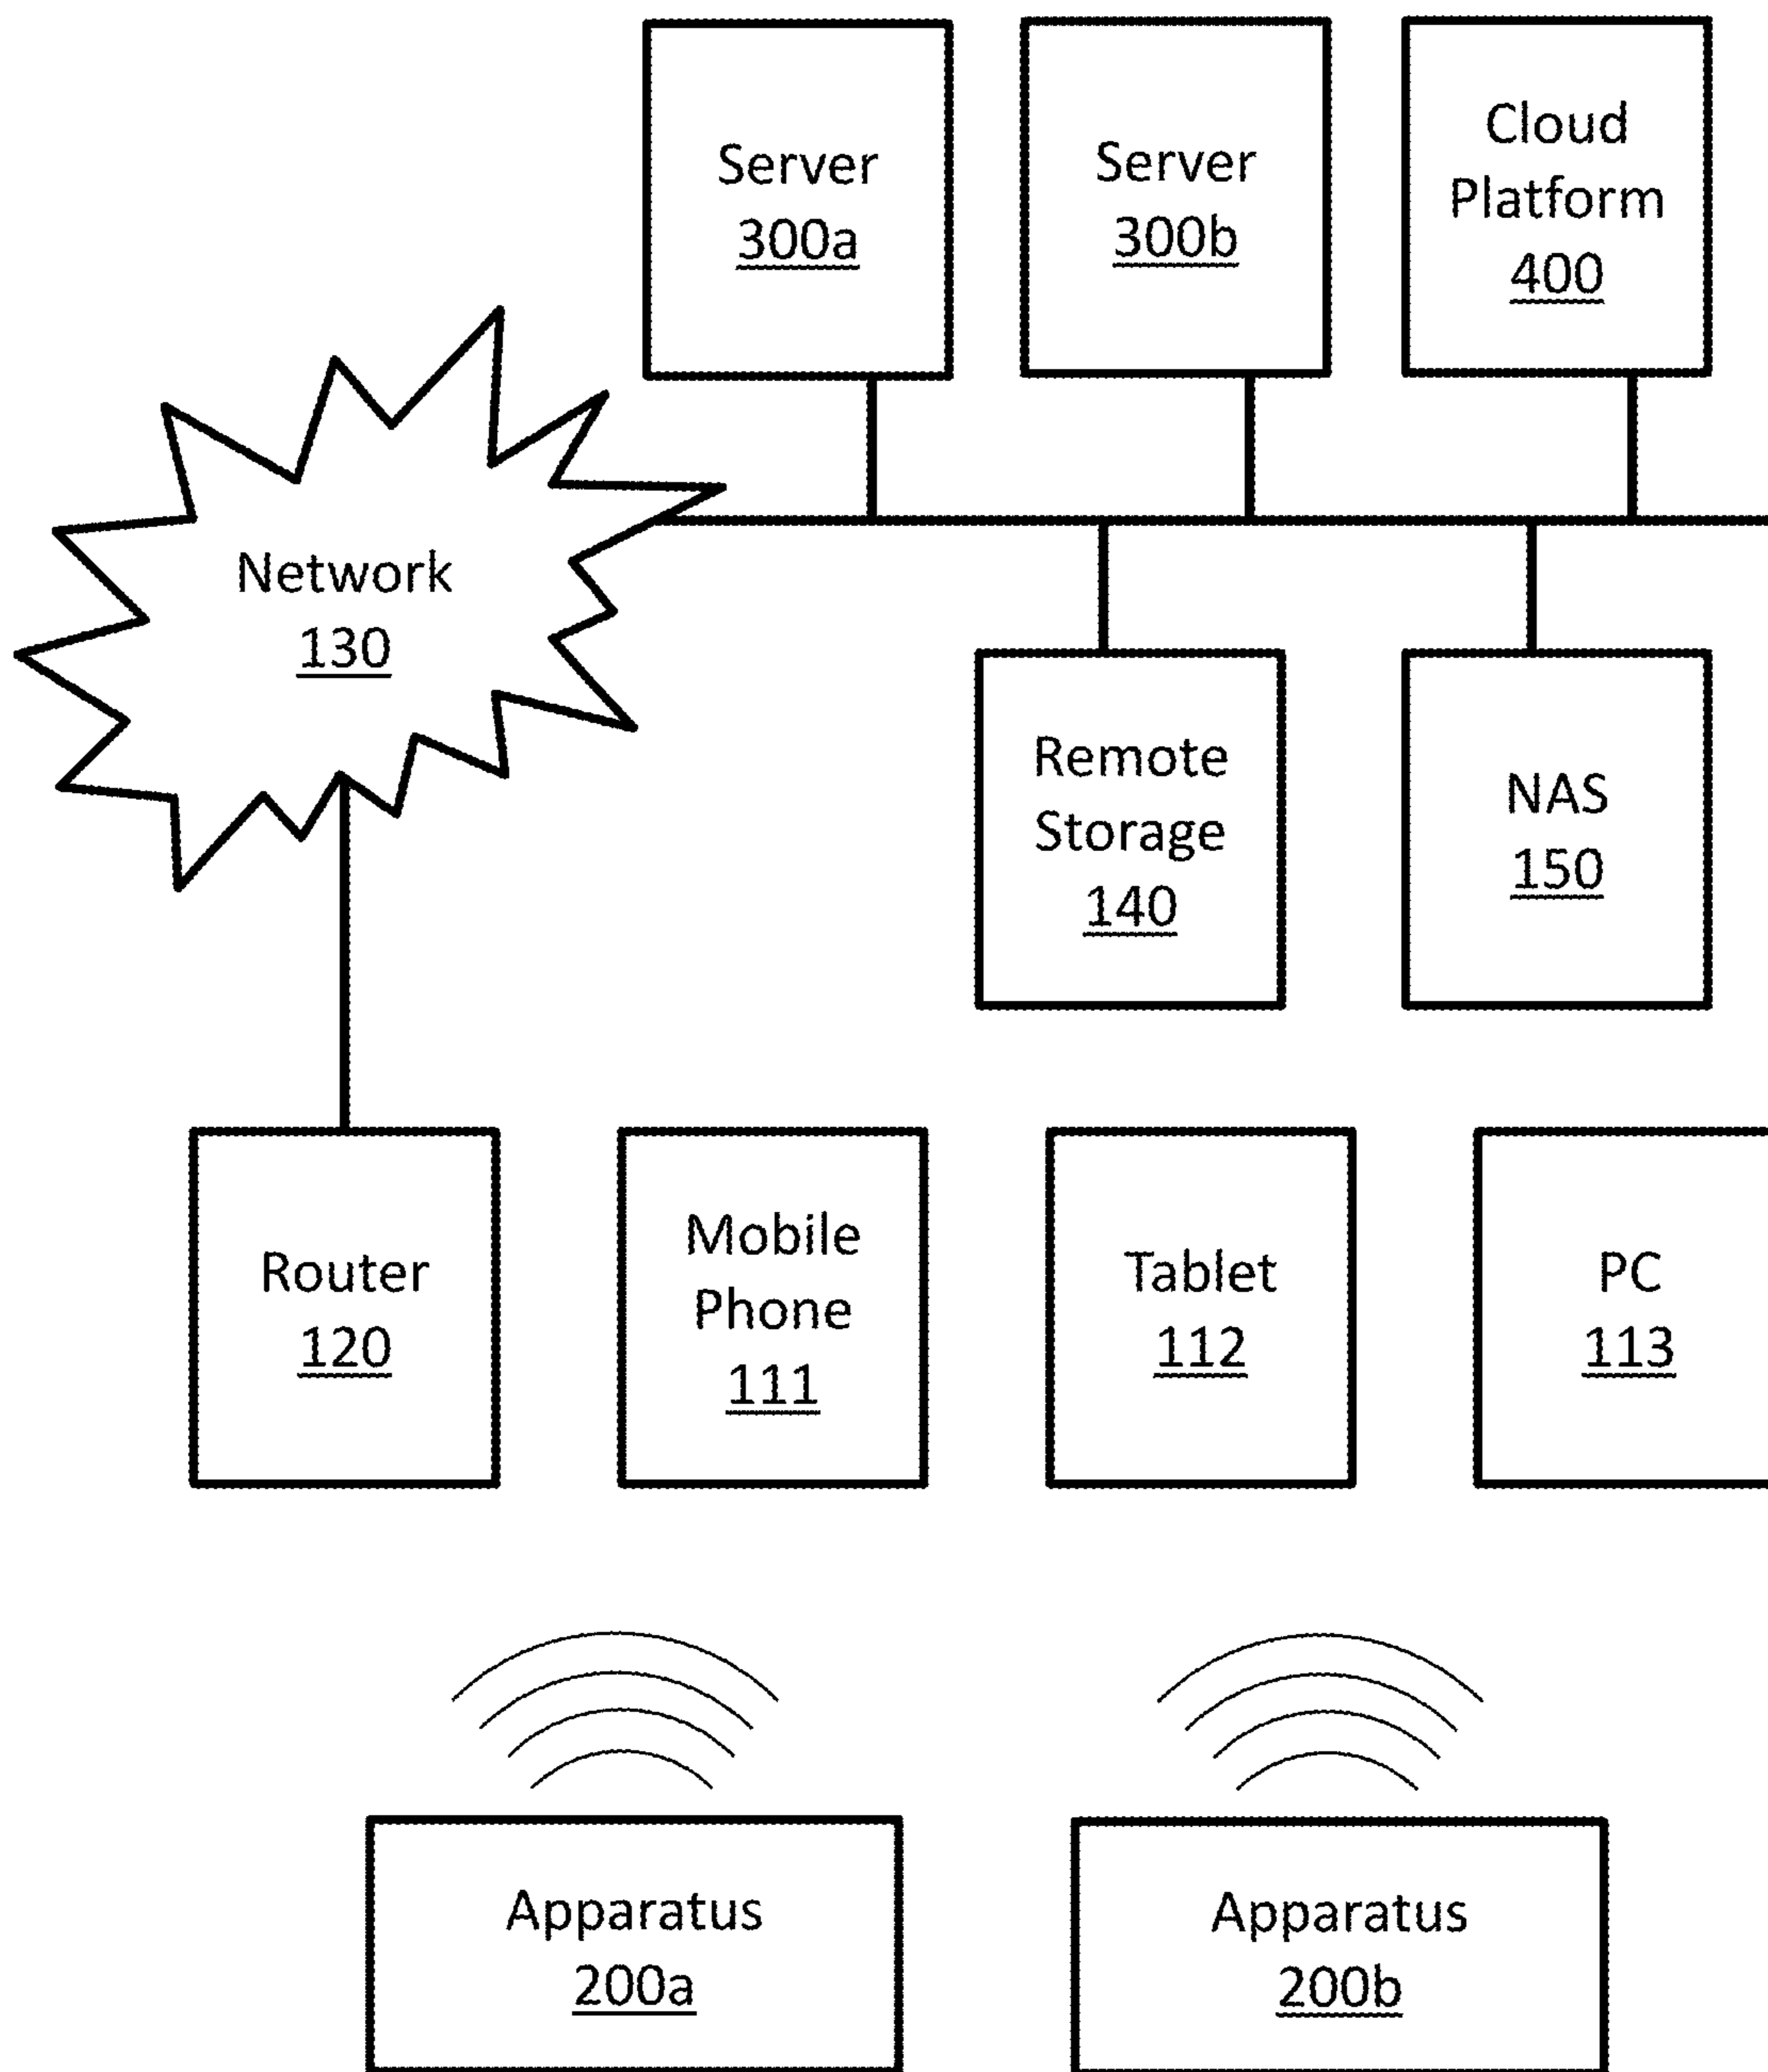 Server
300a
Server
300b
Cloud
Platform
400
Network
130
Remote
Storage
140
NAS
150
Router
120
Mobile
Phone
111
Tablet
112
PC
113
Apparatus
200a
Apparatus
200b